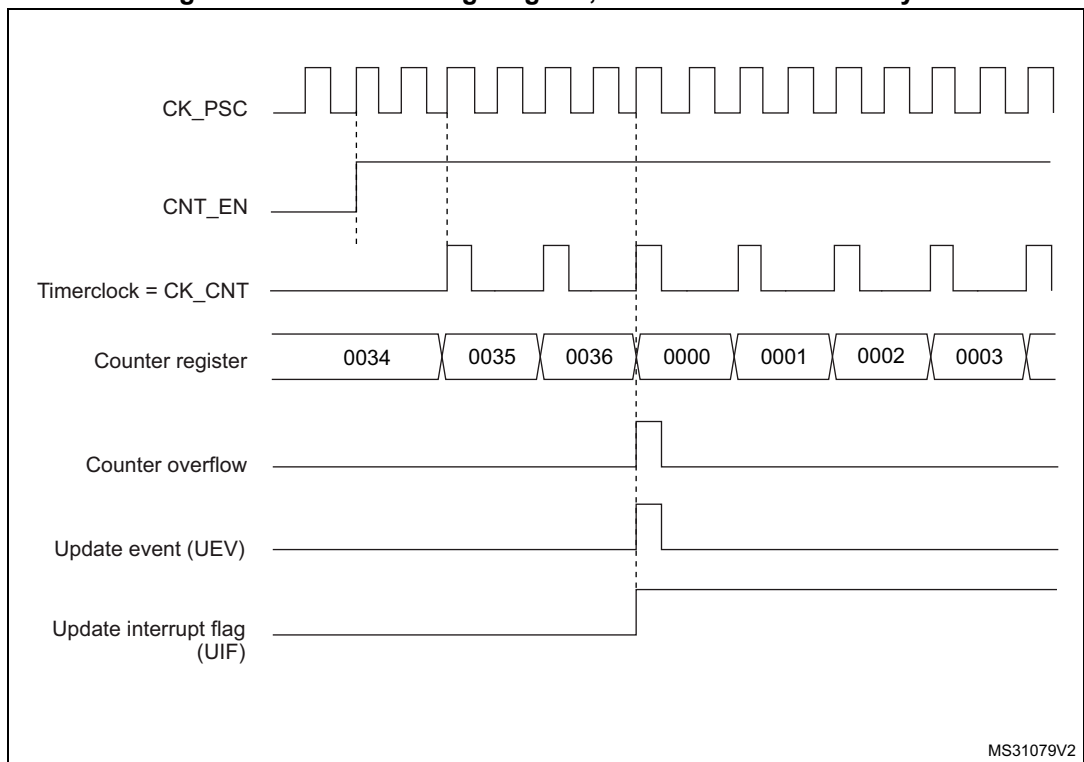 CK_PSC
CNT_EN
Timerclock = CK_CNT
Counter register
0034
0035
0036
0000
0001
0002
0003
Counter overflow
Update event (UEV)
Update interrupt flag
(UIF)
MS31079V2